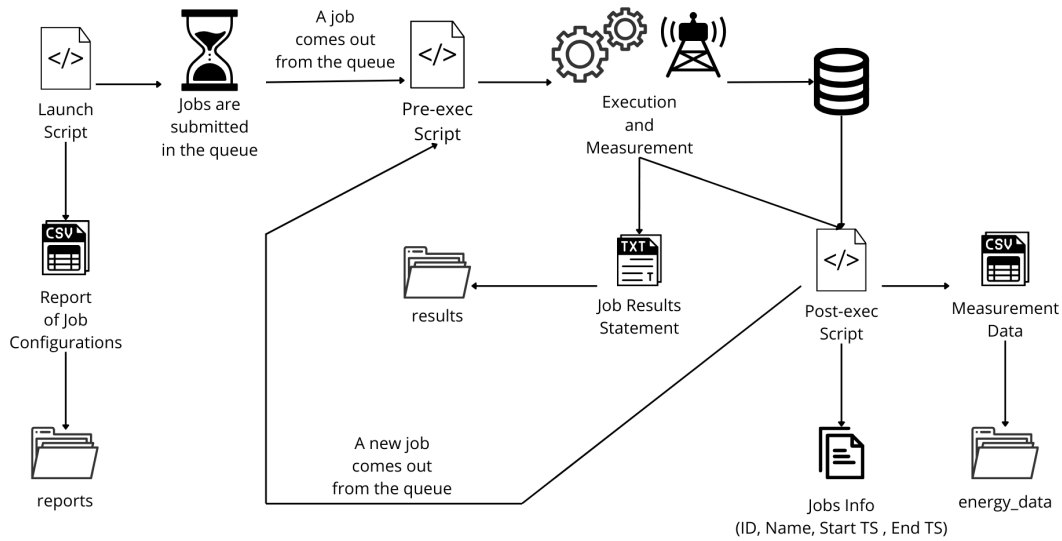 A job
comes out
from the queue
</>
</>
Launch
Script
Jobs are
submitted
in the queue
Pre-exec
Script
Execution
and
Measurement
CSV
Report
of Job
Configurations
results
TXT
T
Job Results
Statement
</>
Post-exec
Script
CSV
Measurement
Data
A new job
comes out
from the queue
reports
Jobs Info
(ID, Name, Start TS , End TS)
energy_data